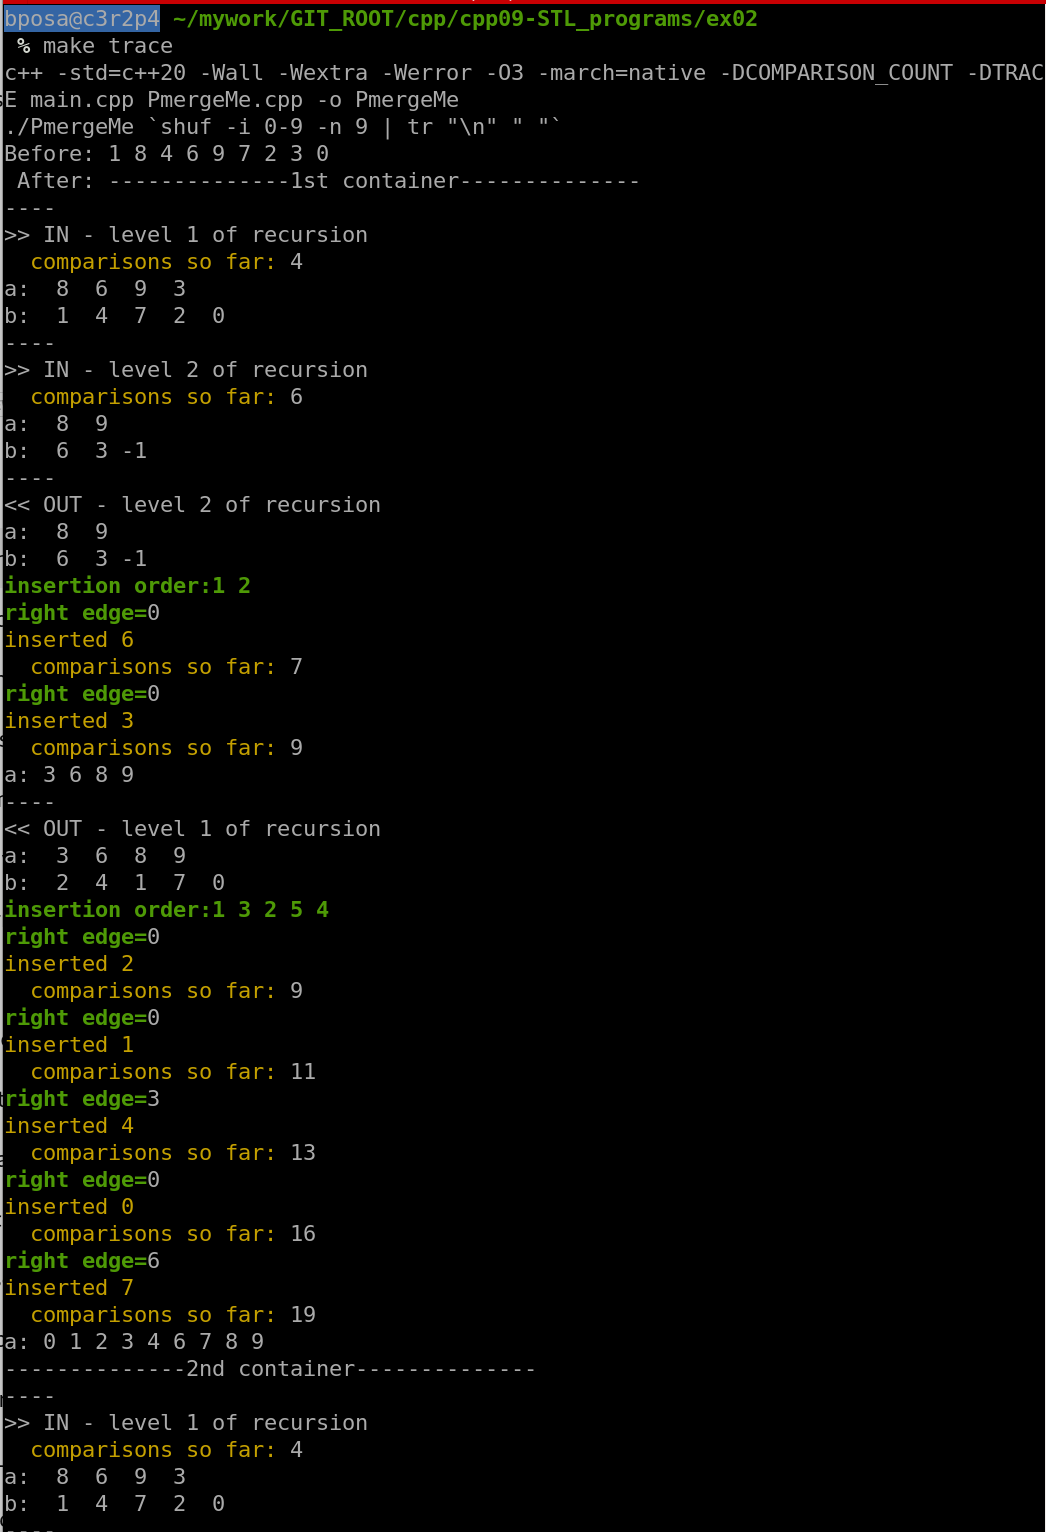 bposa@c3r2p4 ~/mywork/GIT_ROOT/cpp/cpp09-STL_programs/ex02
 % make trace
c++ -std=c++20 -Wall -Wextra -Werror -O3 -march=native -DCOMPARISON_COUNT -DTRAC
E main.cpp PmergeMe.cpp -o PmergeMe
./PmergeMe `shuf -i 0-9 -n 9 | tr "\n" " "`
Before: 1 8 4 6 9 7 2 3 0
 After: --------------1st container--------------
----
>> IN - level 1 of recursion
  comparisons so far: 4
a:  8  6  9  3
b:  1  4  7  2  0
----
>> IN - level 2 of recursion
  comparisons so far: 6
a:  8  9
b:  6  3 -1
----
<< OUT - level 2 of recursion
a:  8  9
b:  6  3 -1
insertion order:1 2
right edge=0
inserted 6
  comparisons so far: 7
right edge=0
inserted 3
  comparisons so far: 9
a: 3 6 8 9
----
<< OUT - level 1 of recursion
a:  3  6  8  9
b:  2  4  1  7  0
insertion order:1 3 2 5 4
right edge=0
inserted 2
  comparisons so far: 9
right edge=0
inserted 1
  comparisons so far: 11
right edge=3
inserted 4
  comparisons so far: 13
right edge=0
inserted 0
  comparisons so far: 16
right edge=6
inserted 7
  comparisons so far: 19
a: 0 1 2 3 4 6 7 8 9
--------------2nd container--------------
----
>> IN - level 1 of recursion
  comparisons so far: 4
a:  8  6  9  3
b:  1  4  7  2  0
----